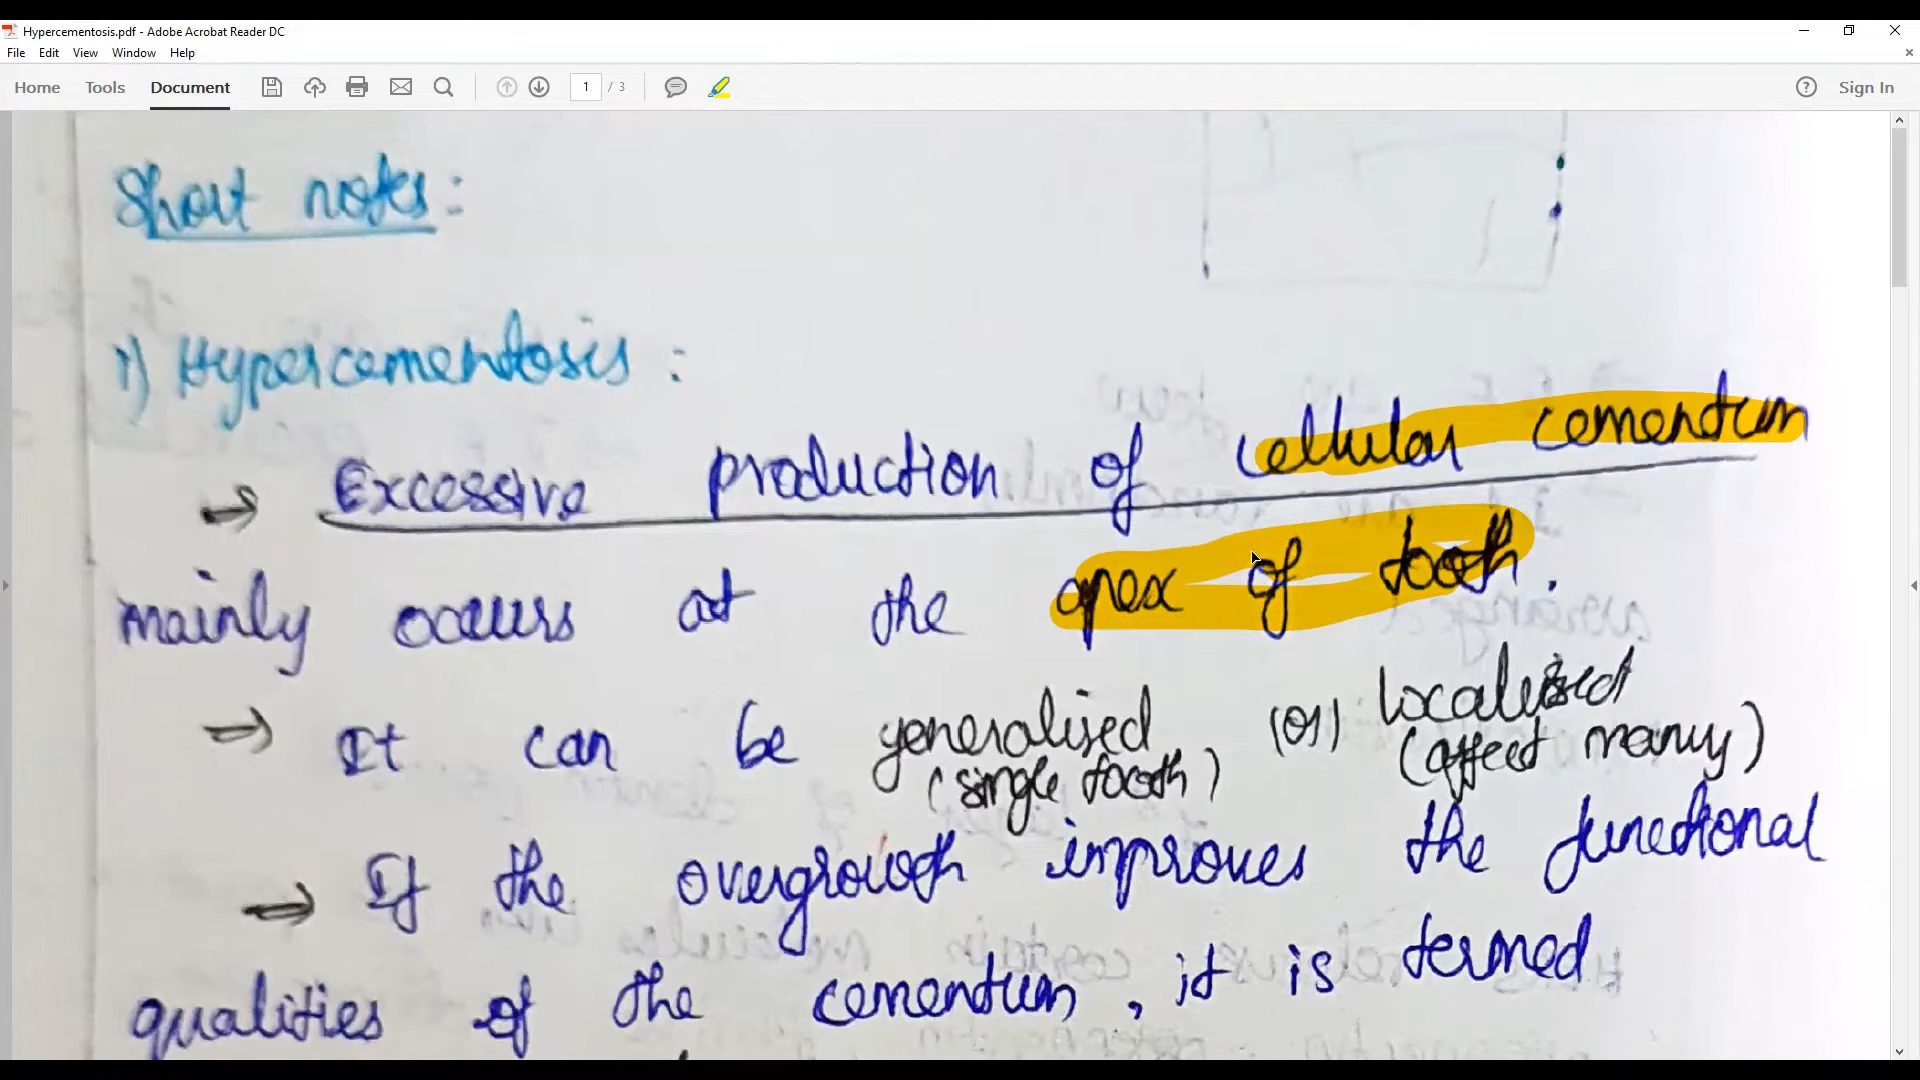 Hypercementosis.pdf - Adobe Acrobat Reader DC
File Edit View Window Help
Home Tools Document 1 / 3 Sign In
Short notes:
1) Hypercementosis :
→ Excessive production of cellular cementum
mainly occurs at the apex of tooth.
→ It can be generalised (or) localised
(single tooth) (affect many)
→ If the overgrowth improves the functional
qualities of the cementum, it is termed